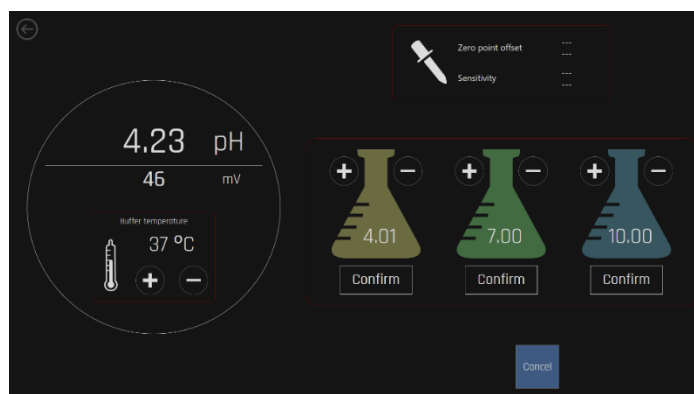 Zero point offset
---
---
Sensitivity
---
---
4.23 pH
46 mV
Buffer temperature
37 °C
+ −
+ − + − + −
4.01 7.00 10.00
Confirm Confirm Confirm
Cancel